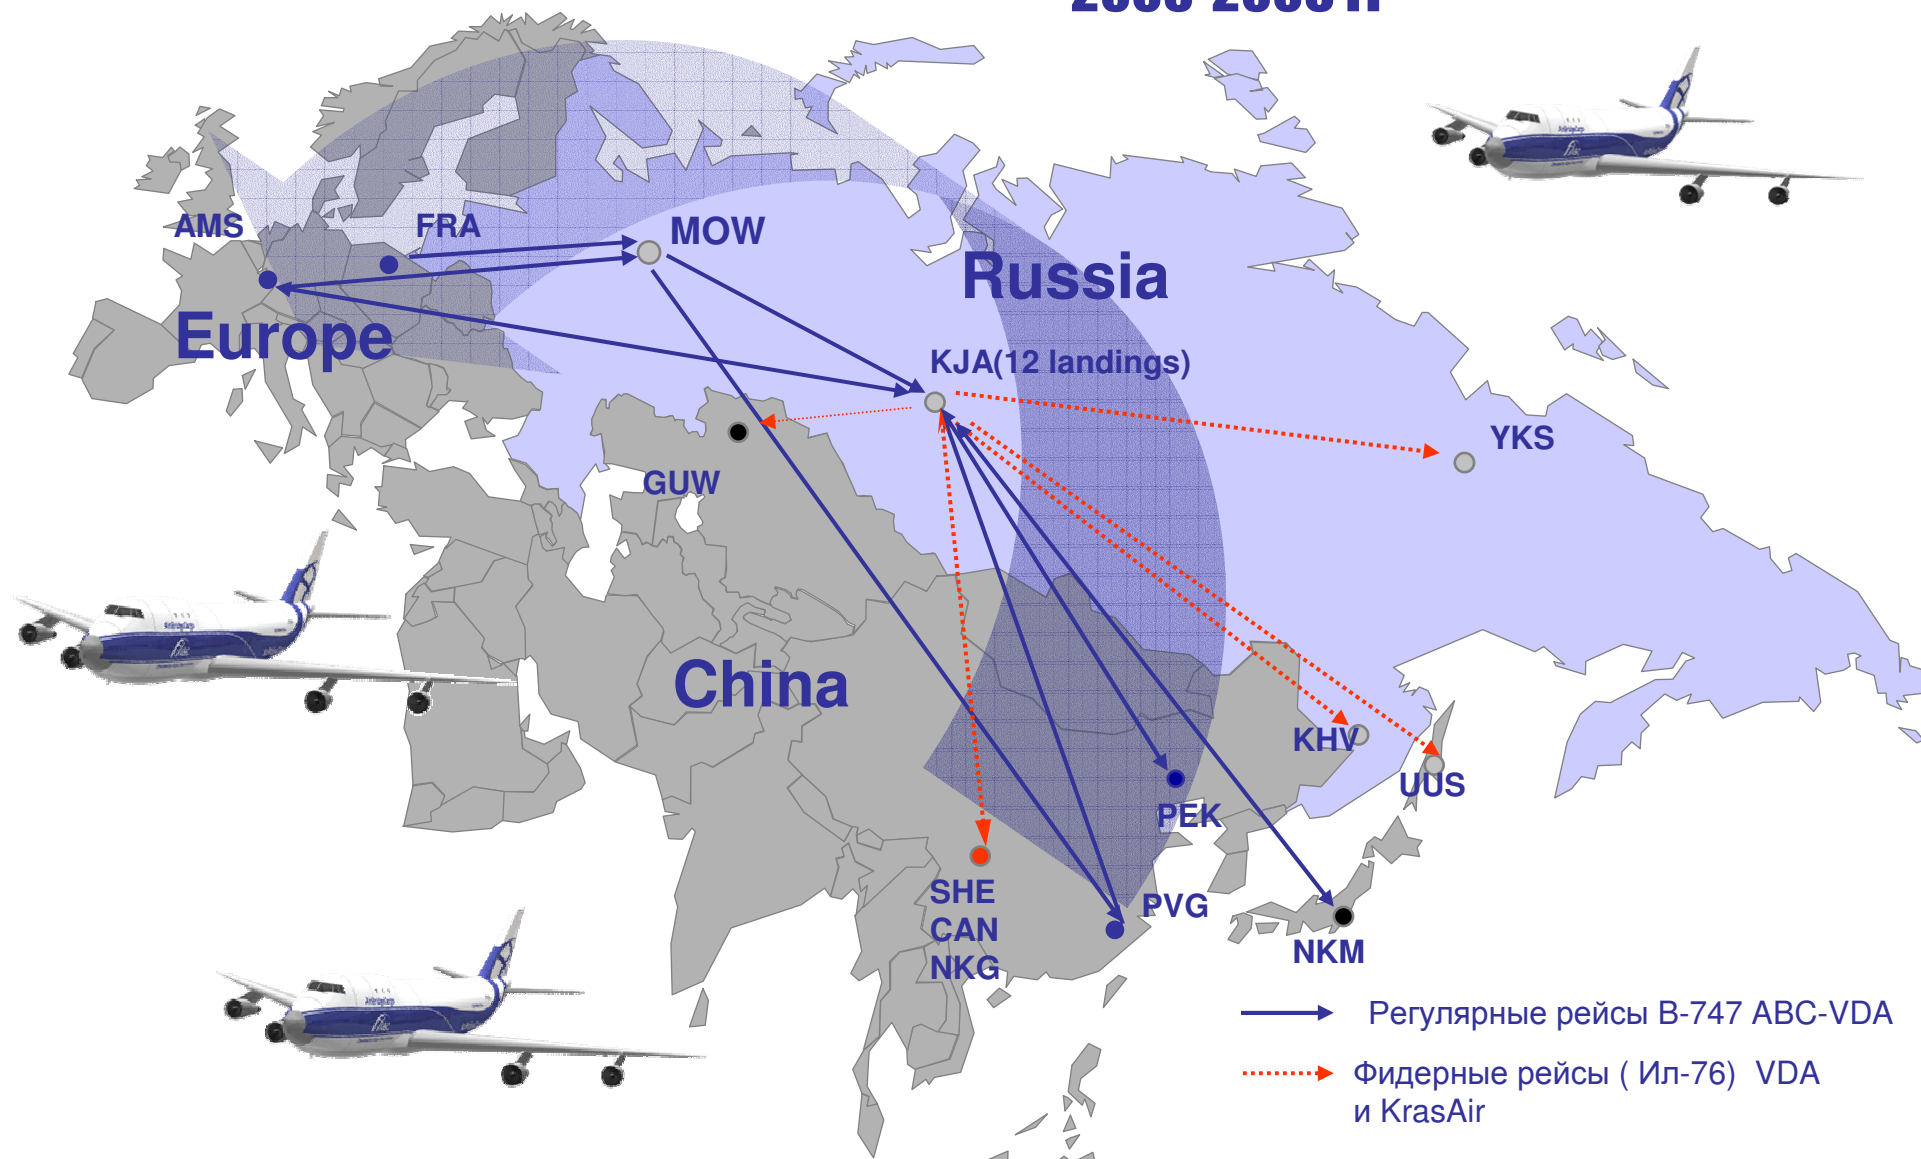 AMS
FRA
MOW
Russia
Europe
KJA(12 landings)
YKS
GUW
China
KHV
UUS
PEK
SHE
CAN
NKG
PVG
NKM
Регулярные рейсы В-747 ABC-VDA
Фидерные рейсы ( Ил-76) VDA
и KrasAir